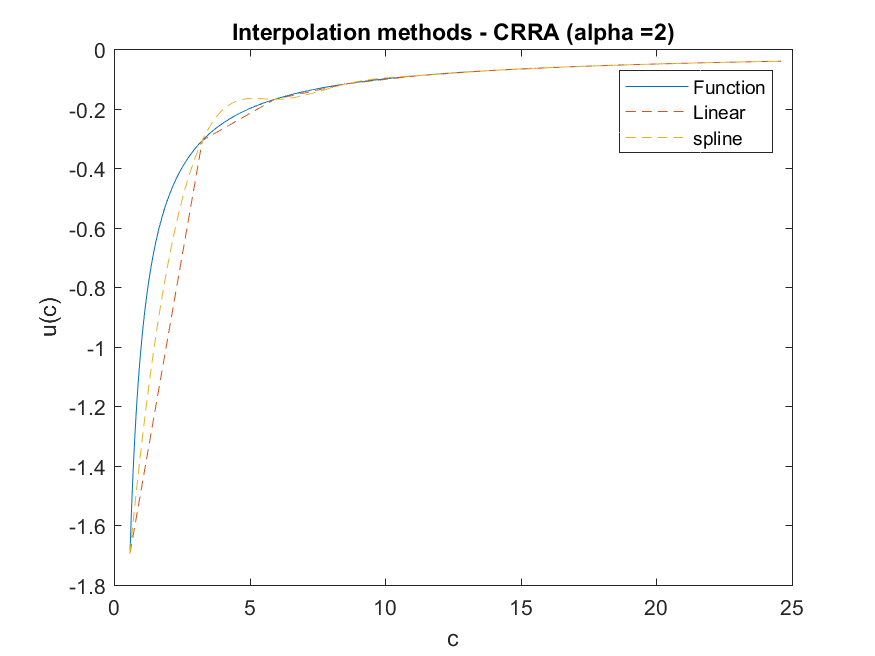 Interpolation methods - CRRA (alpha =2)
0
-0.2
-0.4
-0.6
-0.8
-1
-1.2
-1.4
-1.6
-1.8
u(c)
Function
Linear
spline
0
5
10
15
20
25
c